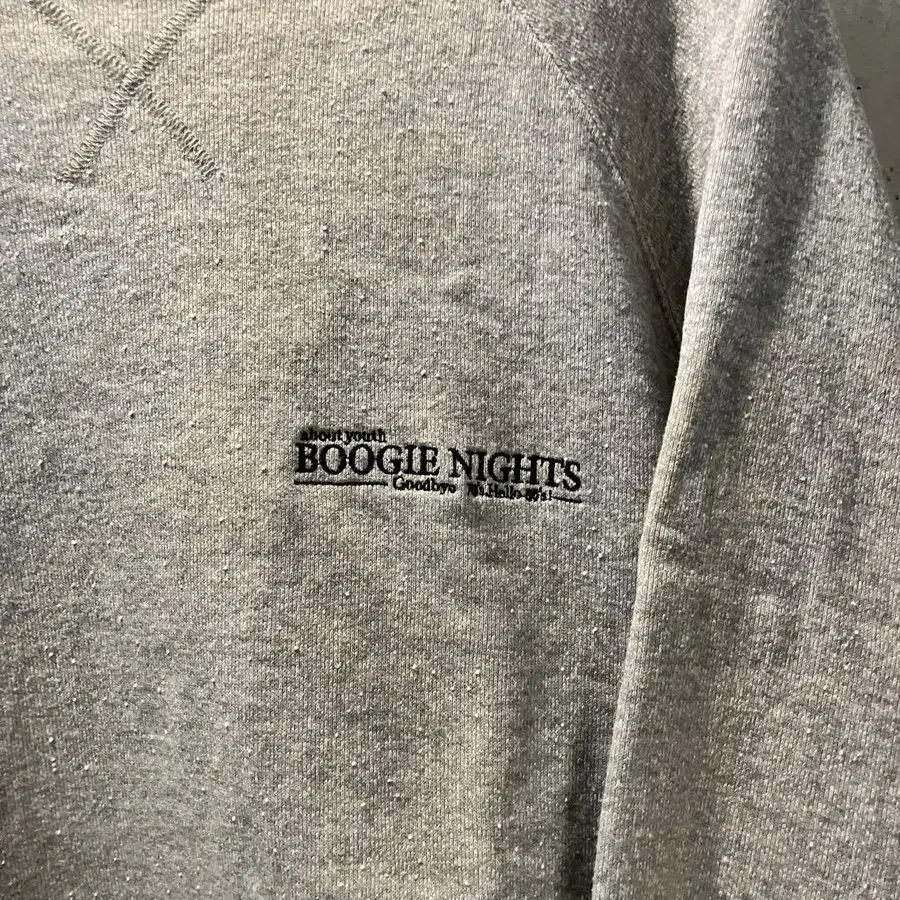 about youth
BOOGIE NIGHTS
Goodbye 70's.Hello 80's!